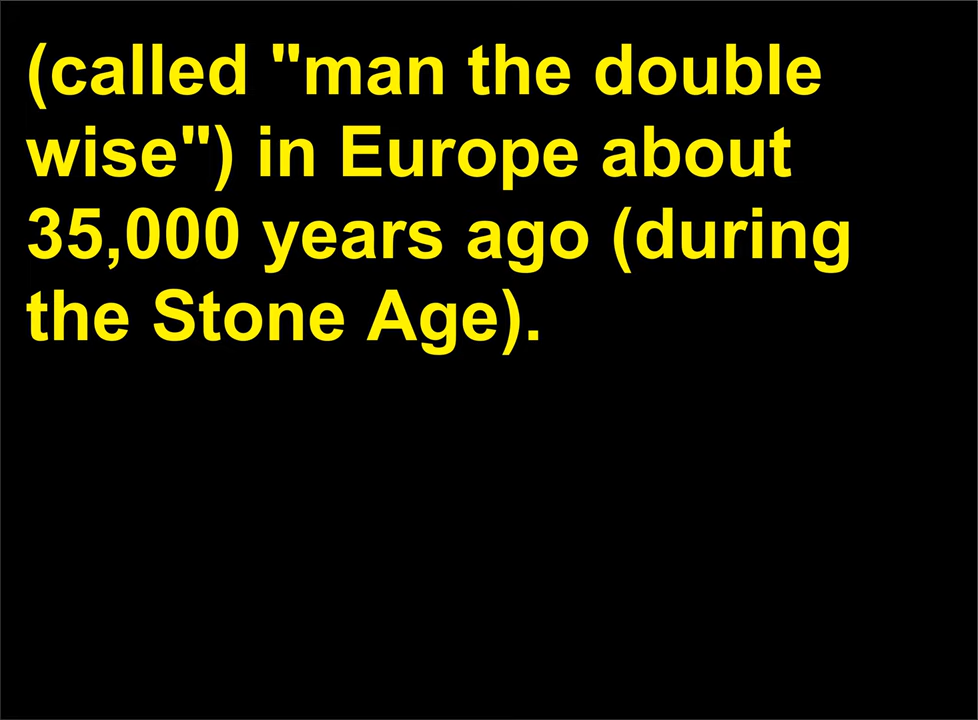 (called "man the double
wise") in Europe about
35,000 years ago (during
the Stone Age).